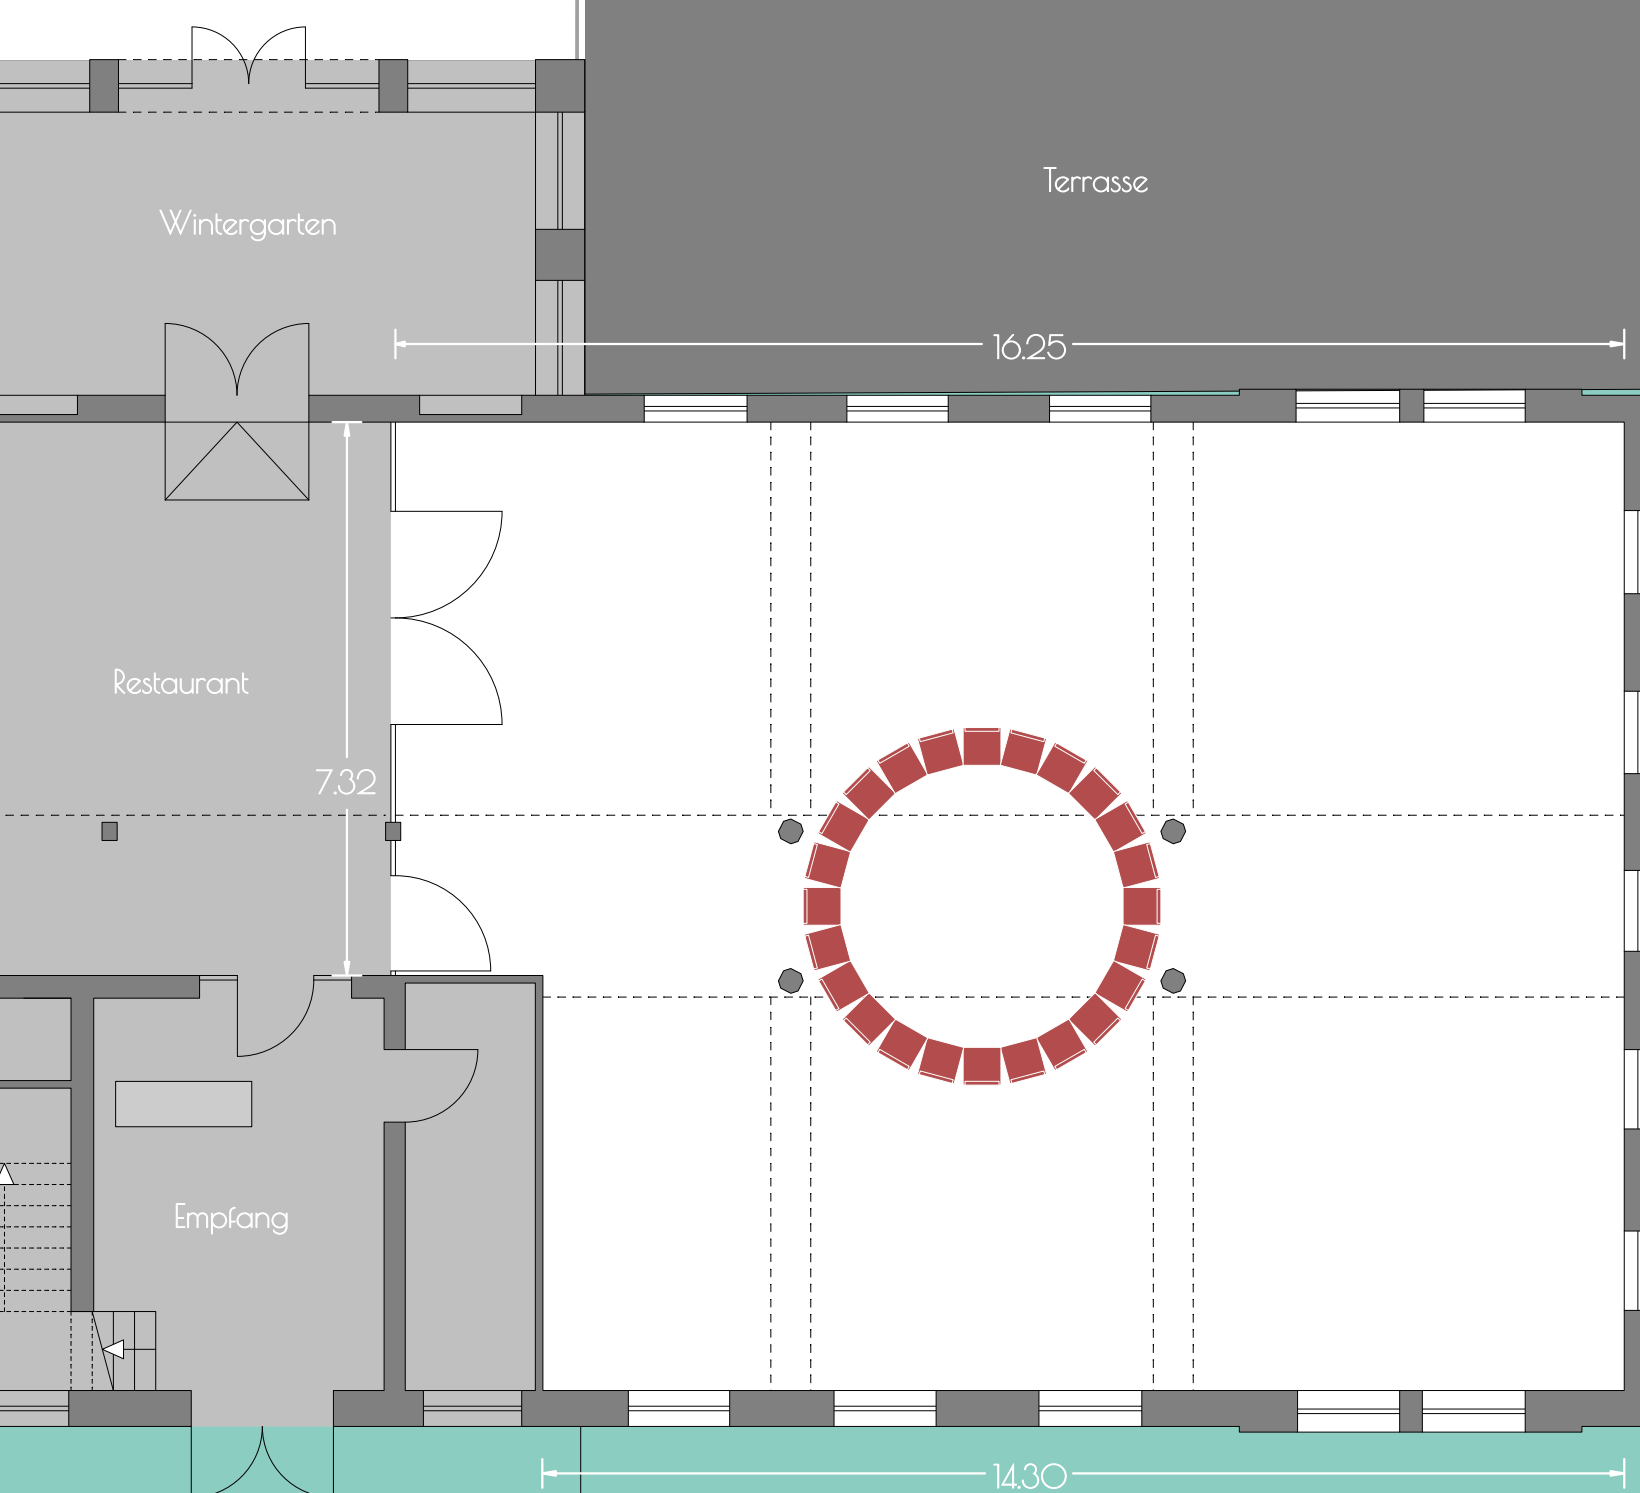 Terrasse
Wintergarten
16.25
Restaurant
7.32
Empfang
14.30